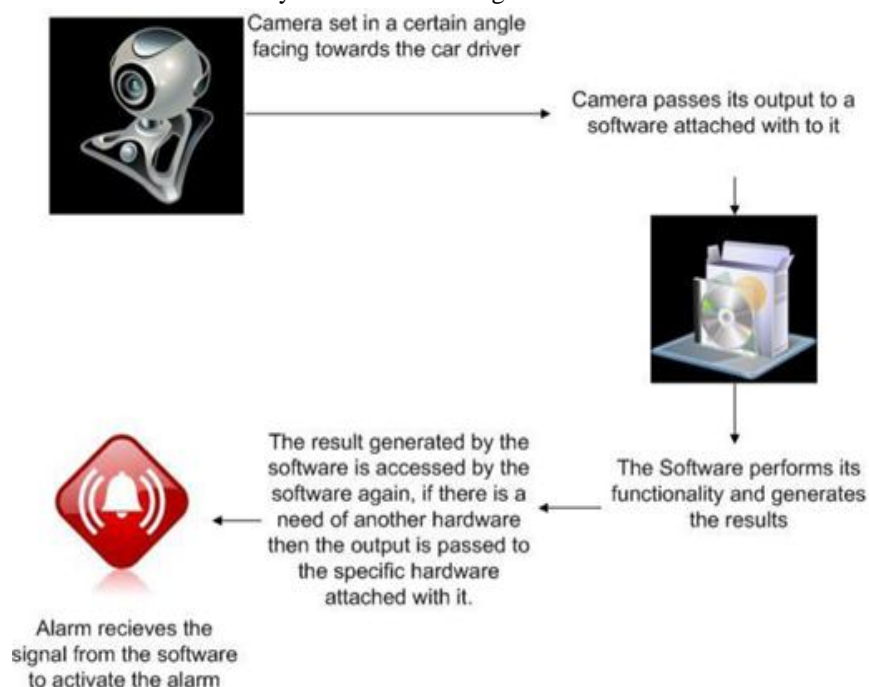 Camera set in a certain angle
facing towards the car driver
Camera passes its output to a
software attached with to it
The Software performs its
functionality and generates
the results
The result generated by the
software is accessed by the
software again, if there is a
need of another hardware
then the output is passed to
the specific hardware
attached with it.
Alarm recieves the
signal from the software
to activate the alarm